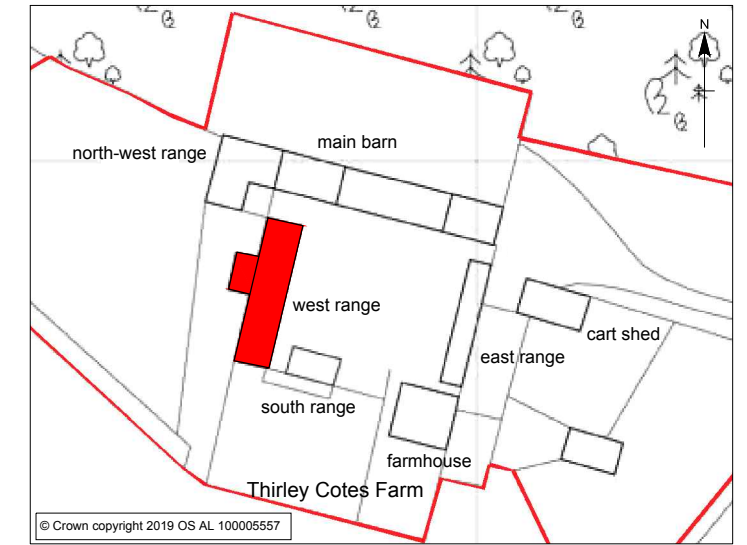 N
main barn
north-west range
west range
cart shed
east range
south range
farmhouse
Thirley Cotes Farm
© Crown copyright 2019 OS AL 100005557